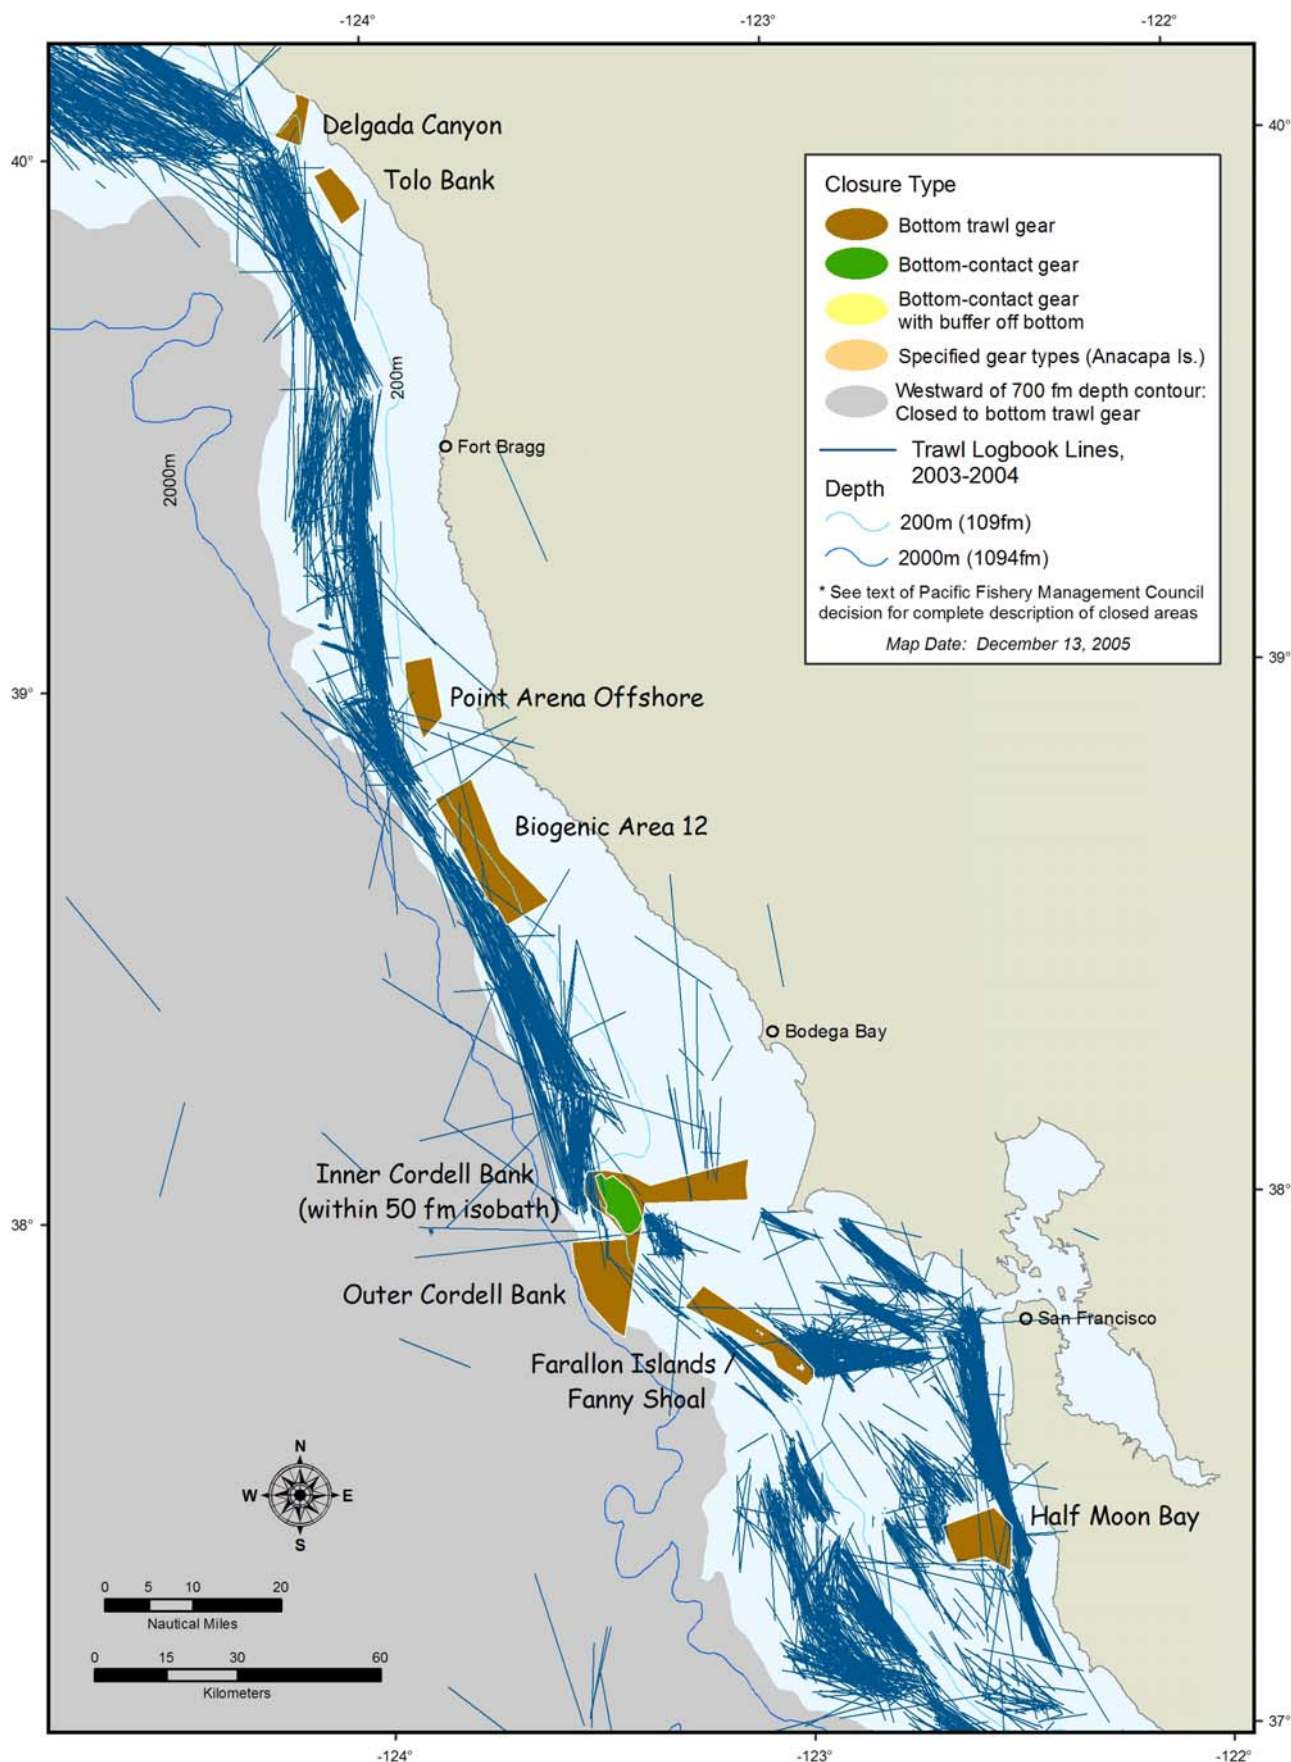 -124°
-123°
-122°
40°
40°
Delgada Canyon
Tolo Bank
Closure Type
Bottom trawl gear
Bottom-contact gear
Bottom-contact gear
with buffer off bottom
Specified gear types (Anacapa Is.)
Westward of 700 fm depth contour:
Closed to bottom trawl gear
Trawl Logbook Lines,
2003-2004
Depth
200m (109fm)
2000m (1094fm)
* See text of Pacific Fishery Management Council
decision for complete description of closed areas
Map Date: December 13, 2005
200m
2000m
Fort Bragg
39°
39°
Point Arena Offshore
Biogenic Area 12
Bodega Bay
Inner Cordell Bank
(within 50 fm isobath)
38°
38°
Outer Cordell Bank
San Francisco
Farallon Islands /
Fanny Shoal
N
W
E
S
Half Moon Bay
0 5 10 20
Nautical Miles
0 15 30 60
Kilometers
37°
-124°
-123°
-122°